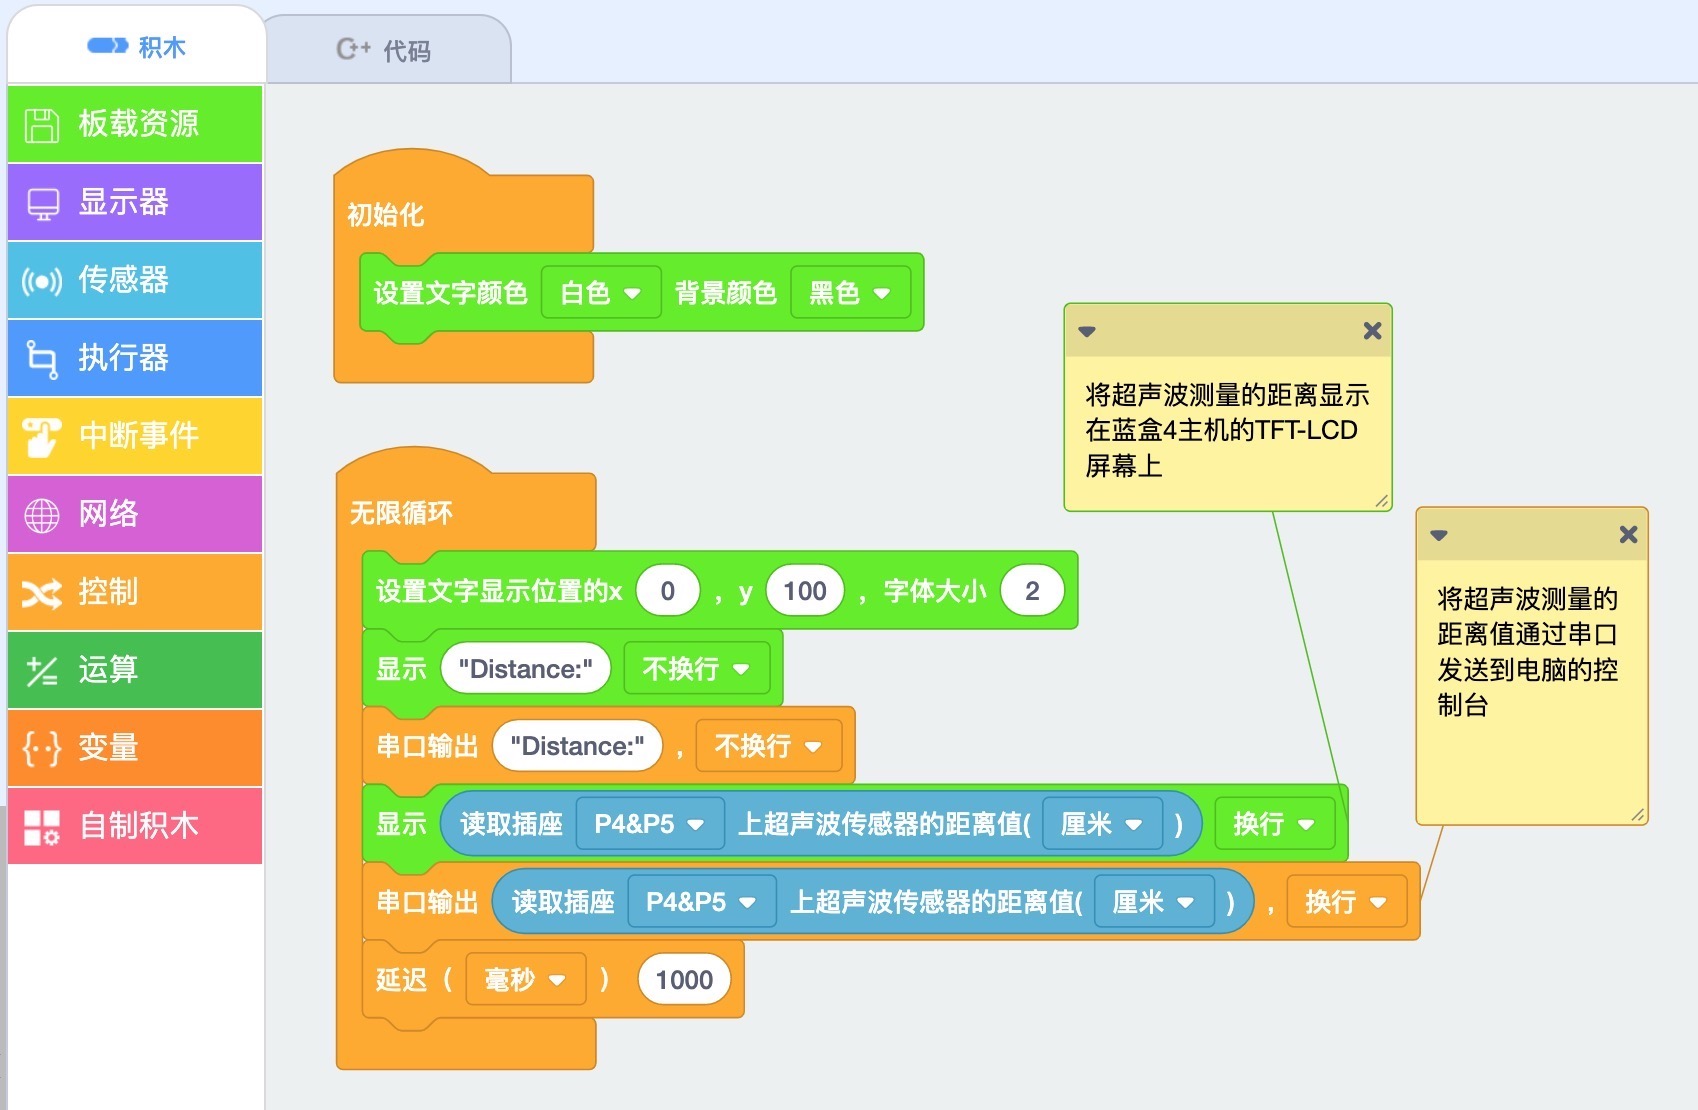 积木
C++ 代码
板载资源
显示器
传感器
执行器
中断事件
网络
控制
运算
变量
自制积木
初始化
设置文字颜色 白色 背景颜色 黑色
将超声波测量的距离显示
在蓝盒4主机的TFT-LCD
屏幕上
无限循环
设置文字显示位置的x 0 ，y 100 ，字体大小 2
显示 "Distance:" 不换行
串口输出 "Distance:" ，不换行
显示 读取插座 P4&P5 上超声波传感器的距离值( 厘米 ) 换行
串口输出 读取插座 P4&P5 上超声波传感器的距离值( 厘米 ) ，换行
延迟（ 毫秒 ） 1000
将超声波测量的
距离值通过串口
发送到电脑的控
制台